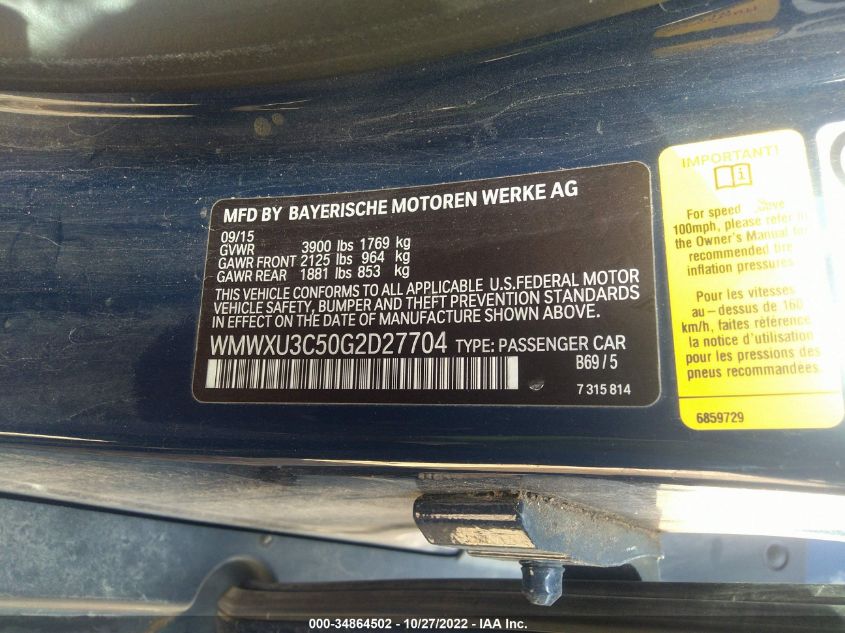 MFD BY BAYERISCHE MOTOREN WERKE AG
09/15
GVWR 3900 lbs 1769 kg
GAWR FRONT 2125 lbs 964 kg
GAWR REAR 1881 lbs 853 kg
THIS VEHICLE CONFORMS TO ALL APPLICABLE U.S.FEDERAL MOTOR
VEHICLE SAFETY, BUMPER AND THEFT PREVENTION STANDARDS
IN EFFECT ON THE DATE OF MANUFACTURE SHOWN ABOVE.
WMWXU3C50G2D27704 TYPE: PASSENGER CAR
B69/5
7 315 814
IMPORTANT!
For speed
100mph, please refer in
the Owner's Manual for
recommended tire
inflation pressures
Pour les vitesses
au-dessus de 160
km/h, faites référence
la notice d'utilisation
pour les pressions des
pneus recommandées.
6859729
000-34864502 - 10/27/2022 - IAA Inc.